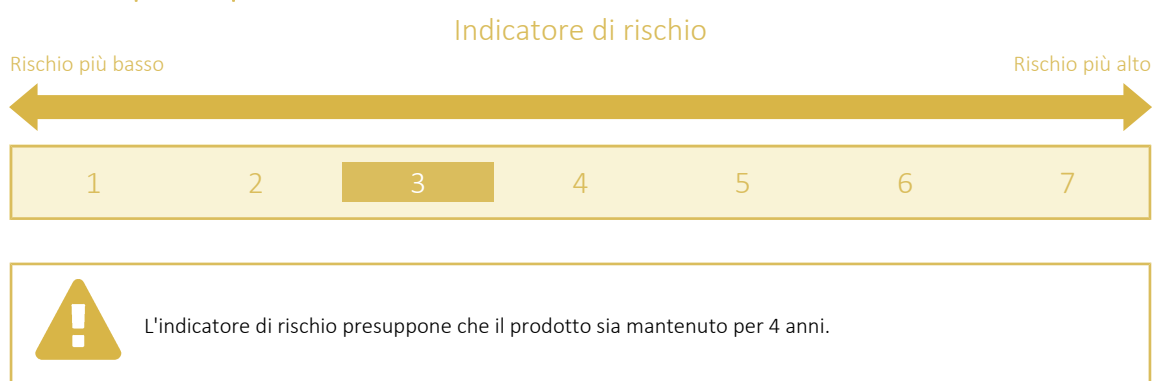 Indicatore di rischio
Rischio più basso Rischio più alto
1 2 3 4 5 6 7
L'indicatore di rischio presuppone che il prodotto sia mantenuto per 4 anni.